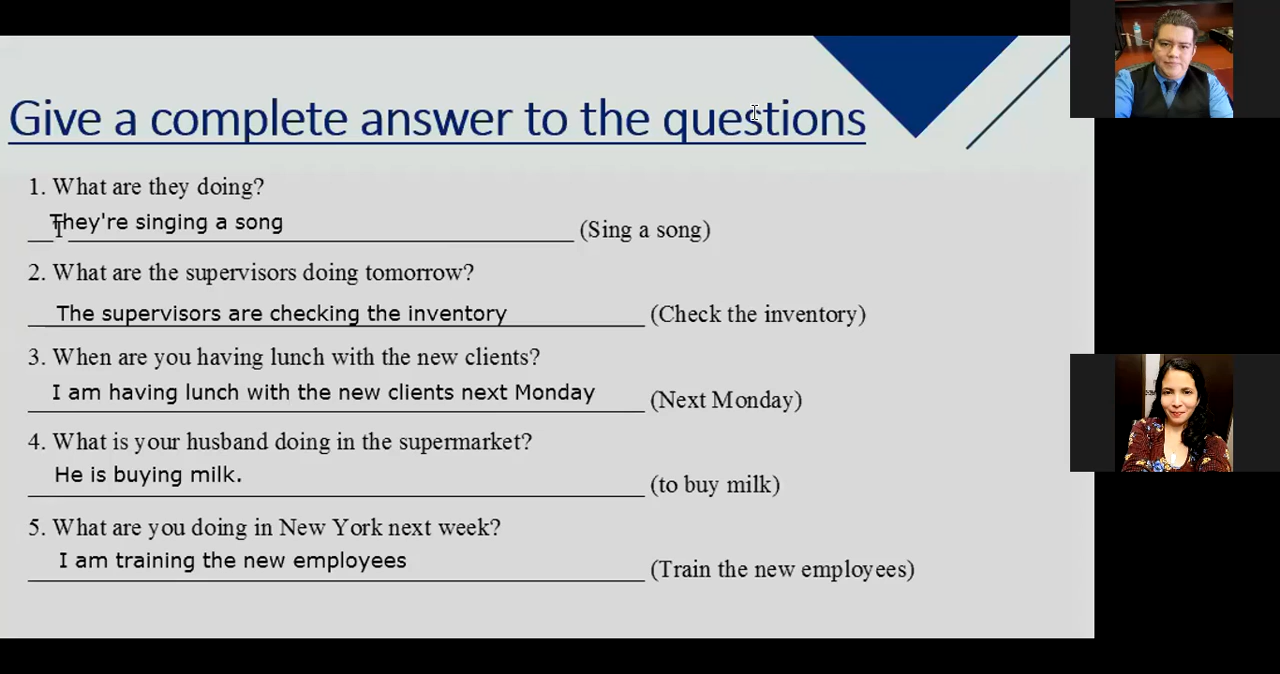 Give a complete answer to the questions
1. What are they doing?
They're singing a song
(Sing a song)
2. What are the supervisors doing tomorrow?
The supervisors are checking the inventory
(Check the inventory)
3. When are you having lunch with the new clients?
I am having lunch with the new clients next Monday
(Next Monday)
4. What is your husband doing in the supermarket?
He is buying milk.
(to buy milk)
5. What are you doing in New York next week?
I am training the new employees
(Train the new employees)